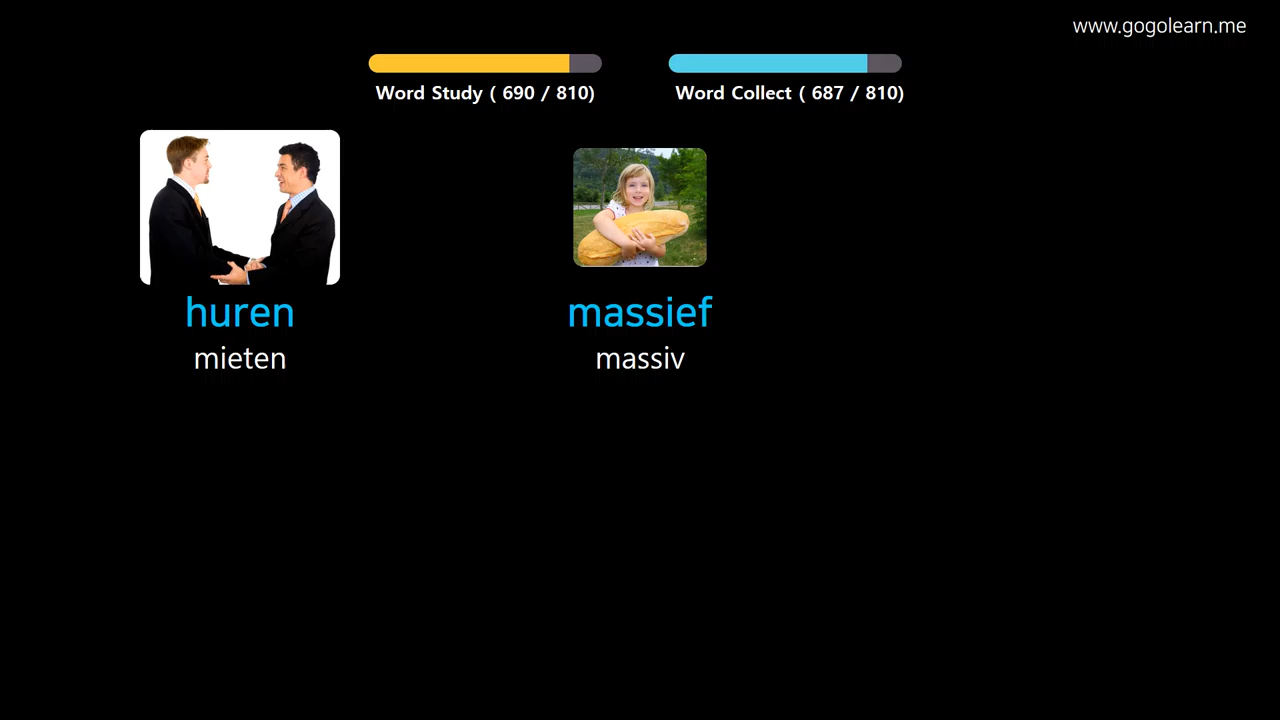 www.gogolearn.me
Word Study ( 690 / 810)
Word Collect ( 687 / 810)
huren
mieten
massief
massiv